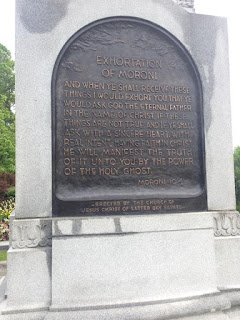 EXHORTATION
OF MORONI
AND WHEN YE SHALL RECEIVE THESE
THINGS I WOULD EXHORT YOU THAT YE
WOULD ASK GOD THE ETERNAL FATHER
IN THE NAME OF CHRIST IF THESE
THINGS ARE NOT TRUE AND IF YE SHALL
ASK WITH A SINCERE HEART WITH
REAL INTENT HAVING FAITH IN CHRIST
HE WILL MANIFEST THE TRUTH
OF IT UNTO YOU BY THE POWER
OF THE HOLY GHOST
MORONI
ERECTED BY THE CHURCH OF
JESUS CHRIST OF LATTER DAY SAINTS